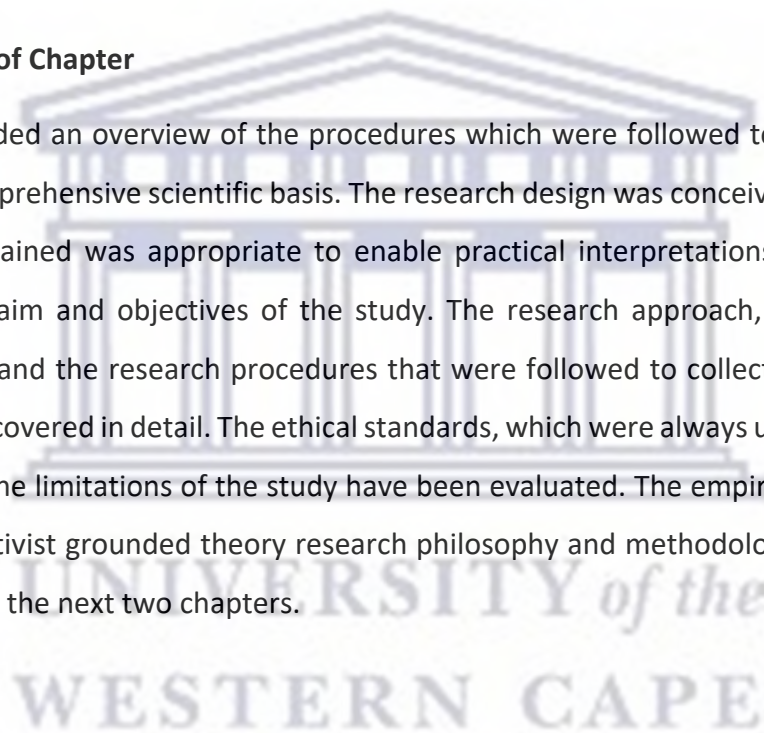 of Chapter
ded an overview of the procedures which were followed to
prehensive scientific basis. The research design was conceiv
ained was appropriate to enable practical interpretations
aim and objectives of the study. The research approach,
and the research procedures that were followed to collect
covered in detail. The ethical standards, which were always u
he limitations of the study have been evaluated. The empir
tivist grounded theory research philosophy and methodolo
the next two chapters.
UNIVERSITY of the
WESTERN CAPE